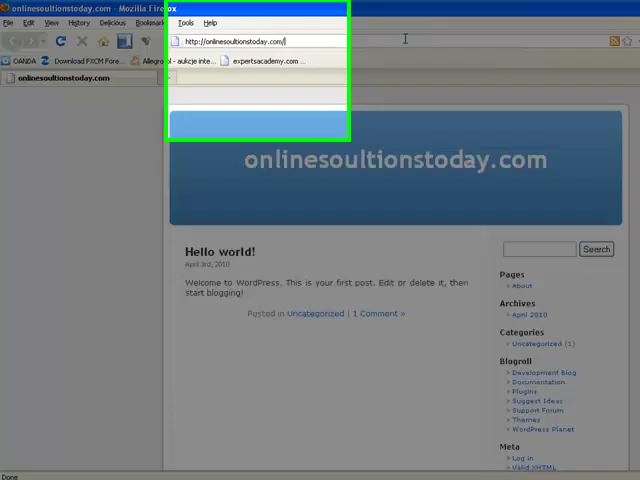 onlinesoultionstoday.com - Mozilla Firefox
File Edit View History Delicious Bookmarks Tools Help
http://onlinesoultionstoday.com/
OANDA Download FXCM Fore... - aukcje inte... expertsacademy.com ...
onlinesoultionstoday.com
onlinesoultionstoday.com
Hello world!
April 3rd, 2010
Welcome to WordPress. This is your first post. Edit or delete it, then
start blogging!
Posted in Uncategorized | 1 Comment »
Search
Pages
» About
Archives
» April 2010
Categories
» Uncategorized (1)
Blogroll
» Development Blog
» Documentation
» Plugins
» Suggest Ideas
» Support Forum
» Themes
» WordPress Planet
Meta
» Log in
» Valid XHTML
Done